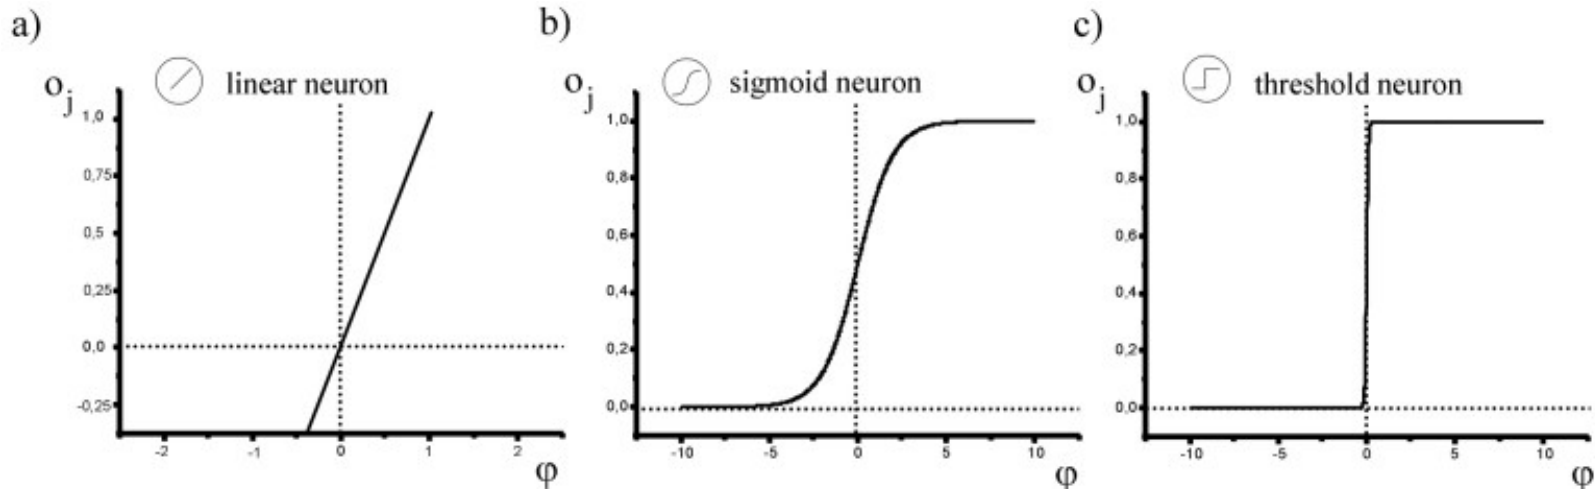 a)
linear neuron
oj
1,0
0,75
0,5
0,25
0,0
-0,25
-2 -1 0 1 2
φ
b)
sigmoid neuron
oj
1,0
0,8
0,6
0,4
0,2
0,0
-10 -5 0 5 10
φ
c)
threshold neuron
oj
1,0
0,8
0,6
0,4
0,2
0,0
-10 -5 0 5 10
φ